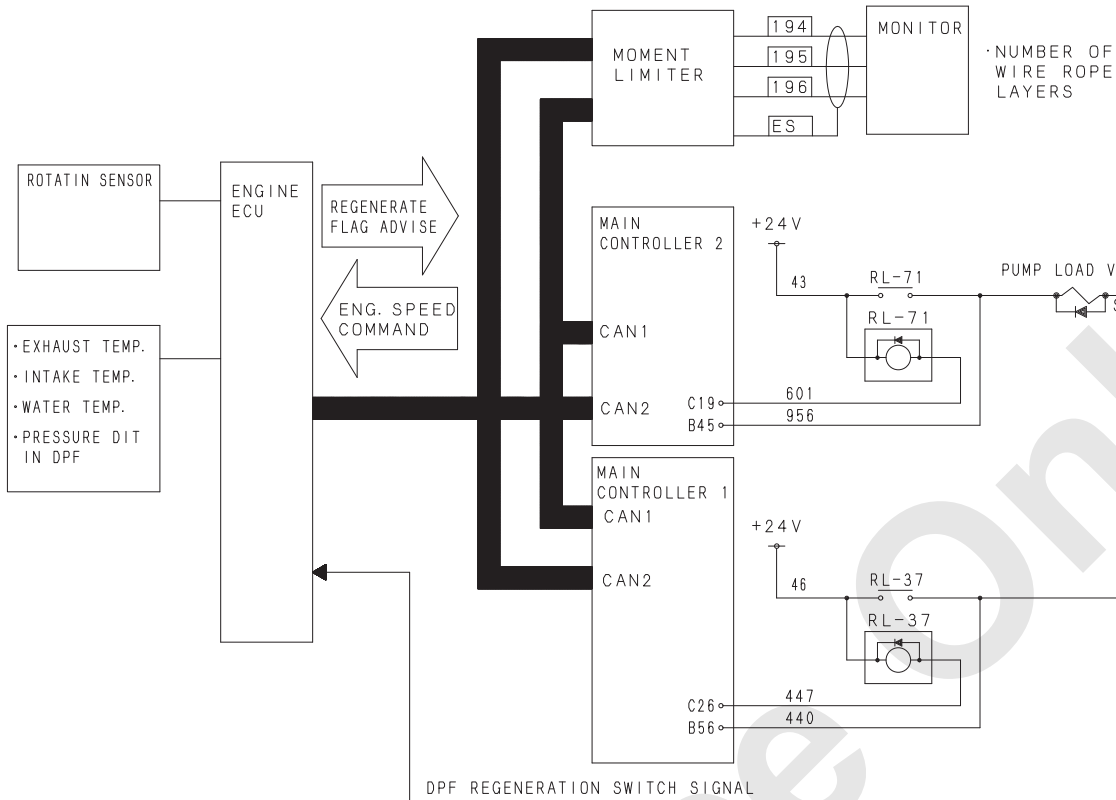 194
195
196
ES
MOMENT
LIMITER
MONITOR
·NUMBER OF
WIRE ROPE
LAYERS
ROTATIN SENSOR
ENGINE
ECU
REGENERATE
FLAG ADVISE
ENG. SPEED
COMMAND
·EXHAUST TEMP.
·INTAKE TEMP.
·WATER TEMP.
·PRESSURE DIT
IN DPF
MAIN
CONTROLLER 2
CAN1
CAN2
C19
B45
601
956
+24V
43
RL-71
RL-71
PUMP LOAD V
S
MAIN
CONTROLLER 1
CAN1
CAN2
C26
B56
447
440
+24V
46
RL-37
RL-37
DPF REGENERATION SWITCH SIGNAL